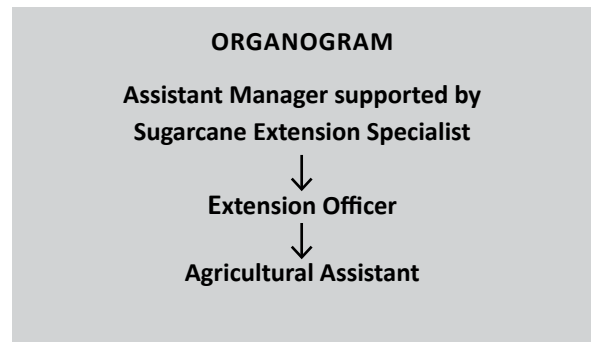 ORGANOGRAM
Assistant Manager supported by
Sugarcane Extension Specialist
Extension Officer
Agricultural Assistant